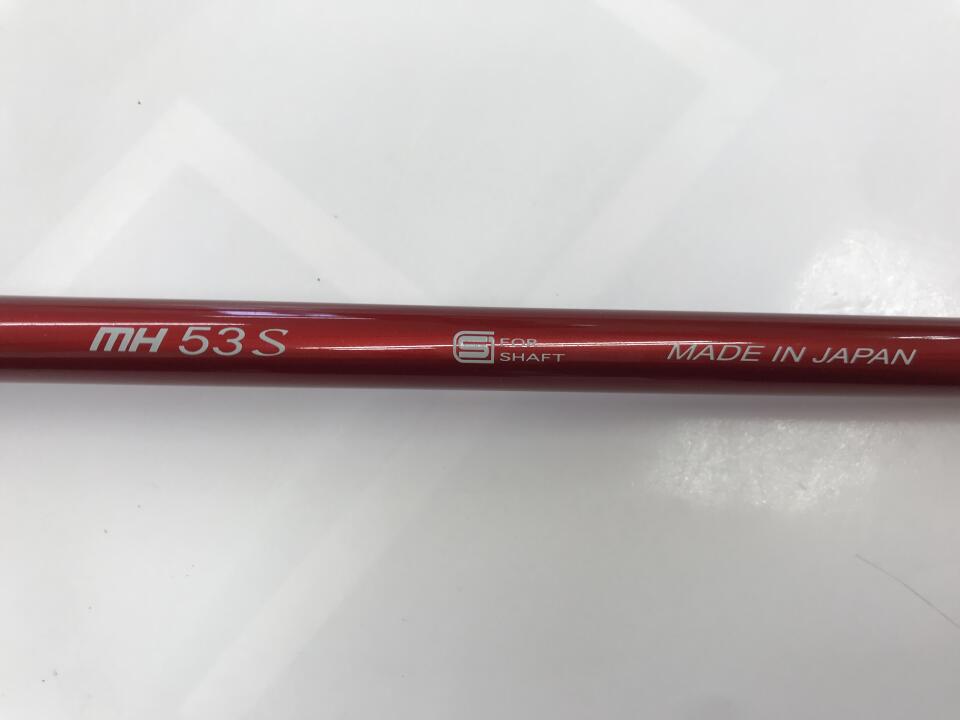 MH 53 S
FOR
SHAFT
MADE IN JAPAN